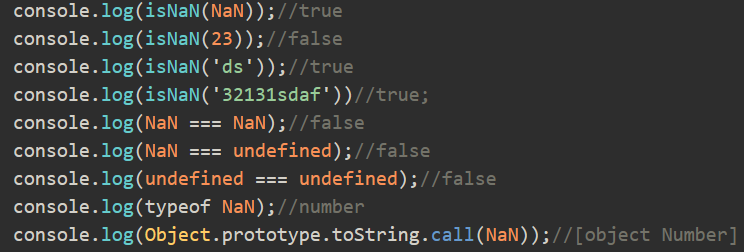 console.log(isNaN(NaN));//true
console.log(isNaN(23));//false
console.log(isNaN('ds'));//true
console.log(isNaN('32131sdaf'))//true;
console.log(NaN === NaN);//false
console.log(NaN === undefined);//false
console.log(undefined === undefined);//false
console.log(typeof NaN);//number
console.log(Object.prototype.toString.call(NaN));//[object Number]